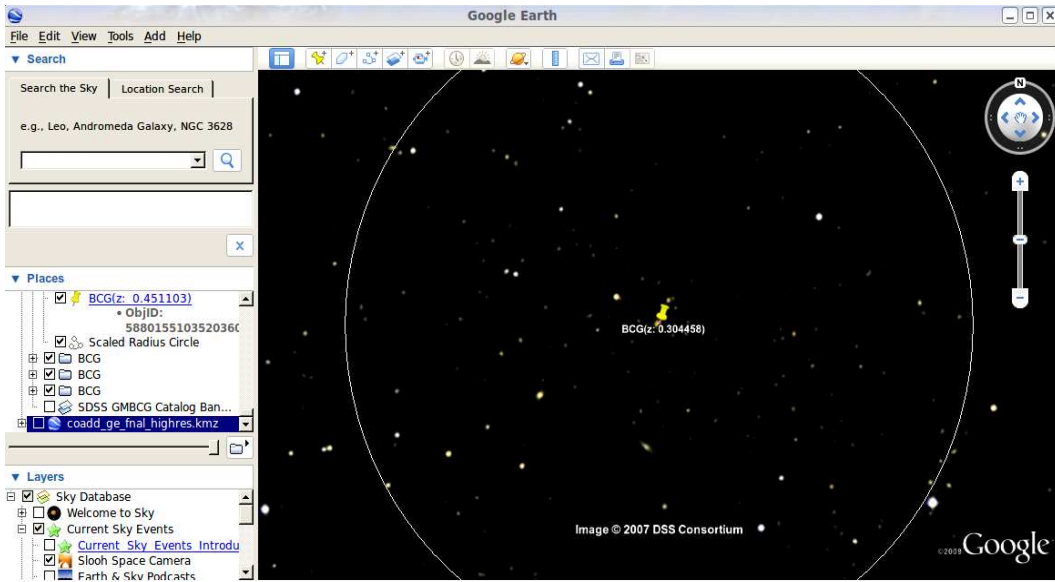 Google Earth
File Edit View Tools Add Help
Search
Search the Sky
Location Search
e.g., Leo, Andromeda Galaxy, NGC 3628
Places
BCG(z: 0.451103)
• ObjID:
5880155103520360
Scaled Radius Circle
BCG
BCG
BCG
SDSS GMBCG Catalog Ban...
coadd_ge_fnal_highres.kmz
Layers
Sky Database
Welcome to Sky
Current Sky Events
Current Sky Events Introdu
Slooh Space Camera
Earth & Sky Podcasts
N
BCG(z: 0.304458)
Image © 2007 DSS Consortium
©2009 Google